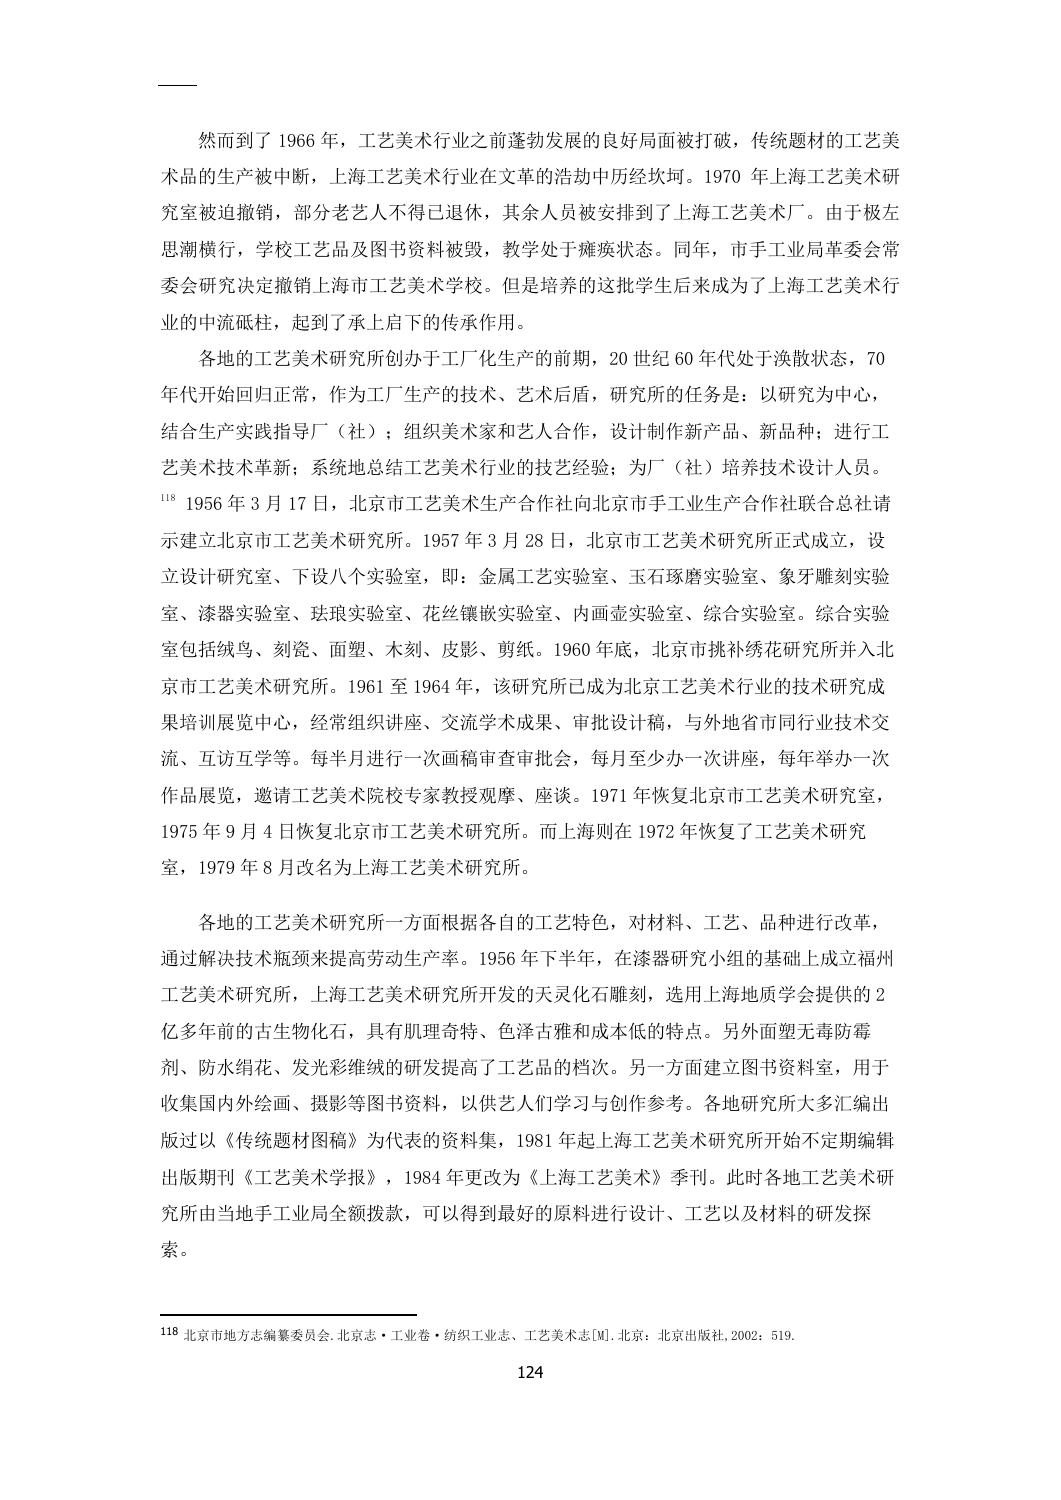 然而到了 1966 年，工艺美术行业之前蓬勃发展的良好局面被打破，传统题材的工艺美
术品的生产被中断，上海工艺美术行业在文革的浩劫中历经坎坷。1970 年上海工艺美术研
究室被迫撤销，部分老艺人不得已退休，其余人员被安排到了上海工艺美术厂。由于极左
思潮横行，学校工艺品及图书资料被毁，教学处于瘫痪状态。同年，市手工业局革委会常
委会研究决定撤销上海市工艺美术学校。但是培养的这批学生后来成为了上海工艺美术行
业的中流砥柱，起到了承上启下的传承作用。
各地的工艺美术研究所创办于工厂化生产的前期，20 世纪 60 年代处于涣散状态，70
年代开始回归正常，作为工厂生产的技术、艺术后盾，研究所的任务是：以研究为中心，
结合生产实践指导厂（社）；组织美术家和艺人合作，设计制作新产品、新品种；进行工
艺美术技术革新；系统地总结工艺美术行业的技艺经验；为厂（社）培养技术设计人员。
118 1956 年 3 月 17 日，北京市工艺美术生产合作社向北京市手工业生产合作社联合总社请
示建立北京市工艺美术研究所。1957 年 3 月 28 日，北京市工艺美术研究所正式成立，设
立设计研究室、下设八个实验室，即：金属工艺实验室、玉石琢磨实验室、象牙雕刻实验
室、漆器实验室、珐琅实验室、花丝镶嵌实验室、内画壶实验室、综合实验室。综合实验
室包括绒鸟、刻瓷、面塑、木刻、皮影、剪纸。1960 年底，北京市挑补绣花研究所并入北
京市工艺美术研究所。1961 至 1964 年，该研究所已成为北京工艺美术行业的技术研究成
果培训展览中心，经常组织讲座、交流学术成果、审批设计稿，与外地省市同行业技术交
流、互访互学等。每半月进行一次画稿审查审批会，每月至少办一次讲座，每年举办一次
作品展览，邀请工艺美术院校专家教授观摩、座谈。1971 年恢复北京市工艺美术研究室，
1975 年 9 月 4 日恢复北京市工艺美术研究所。而上海则在 1972 年恢复了工艺美术研究
室，1979 年 8 月改名为上海工艺美术研究所。
各地的工艺美术研究所一方面根据各自的工艺特色，对材料、工艺、品种进行改革，
通过解决技术瓶颈来提高劳动生产率。1956 年下半年，在漆器研究小组的基础上成立福州
工艺美术研究所，上海工艺美术研究所开发的天灵化石雕刻，选用上海地质学会提供的 2
亿多年前的古生物化石，具有肌理奇特、色泽古雅和成本低的特点。另外面塑无毒防霉
剂、防水绢花、发光彩维绒的研发提高了工艺品的档次。另一方面建立图书资料室，用于
收集国内外绘画、摄影等图书资料，以供艺人们学习与创作参考。各地研究所大多汇编出
版过以《传统题材图稿》为代表的资料集，1981 年起上海工艺美术研究所开始不定期编辑
出版期刊《工艺美术学报》，1984 年更改为《上海工艺美术》季刊。此时各地工艺美术研
究所由当地手工业局全额拨款，可以得到最好的原料进行设计、工艺以及材料的研发探
索。
118 北京市地方志编纂委员会.北京志·工业卷·纺织工业志、工艺美术志[M].北京：北京出版社,2002：519.
124